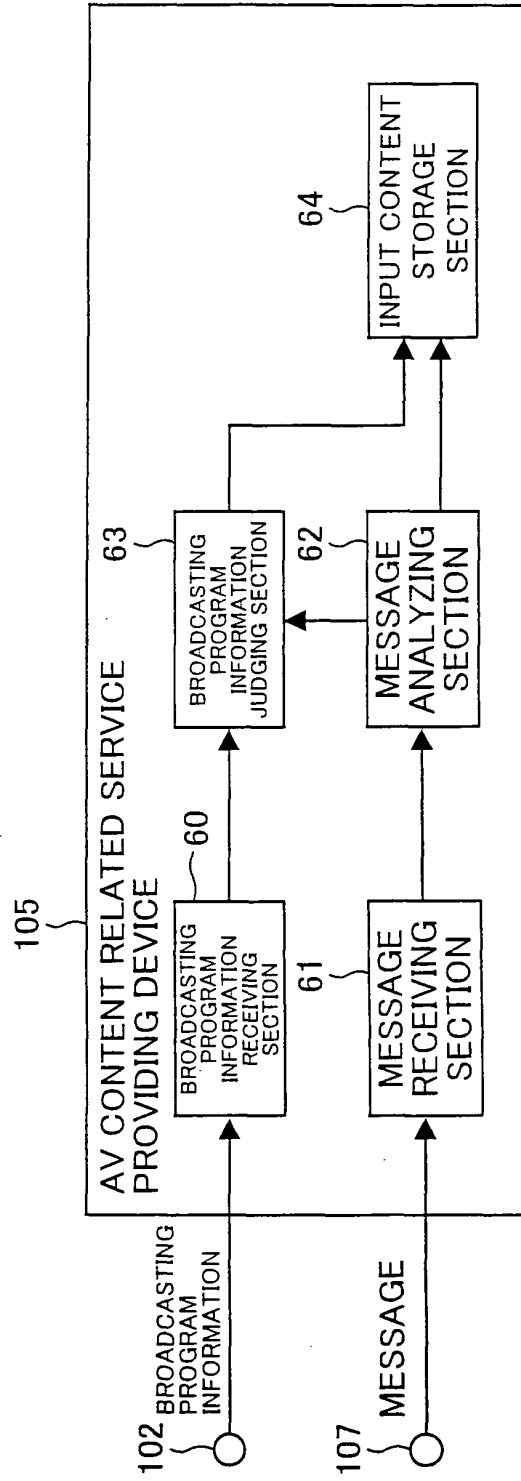 105
AV CONTENT RELATED SERVICE
PROVIDING DEVICE
102
BROADCASTING
PROGRAM
INFORMATION
60
BROADCASTING
PROGRAM
INFORMATION
RECEIVING
SECTION
63
BROADCASTING
PROGRAM
INFORMATION
JUDGING SECTION
64
INPUT CONTENT
STORAGE
SECTION
107
MESSAGE
61
MESSAGE
RECEIVING
SECTION
62
MESSAGE
ANALYZING
SECTION